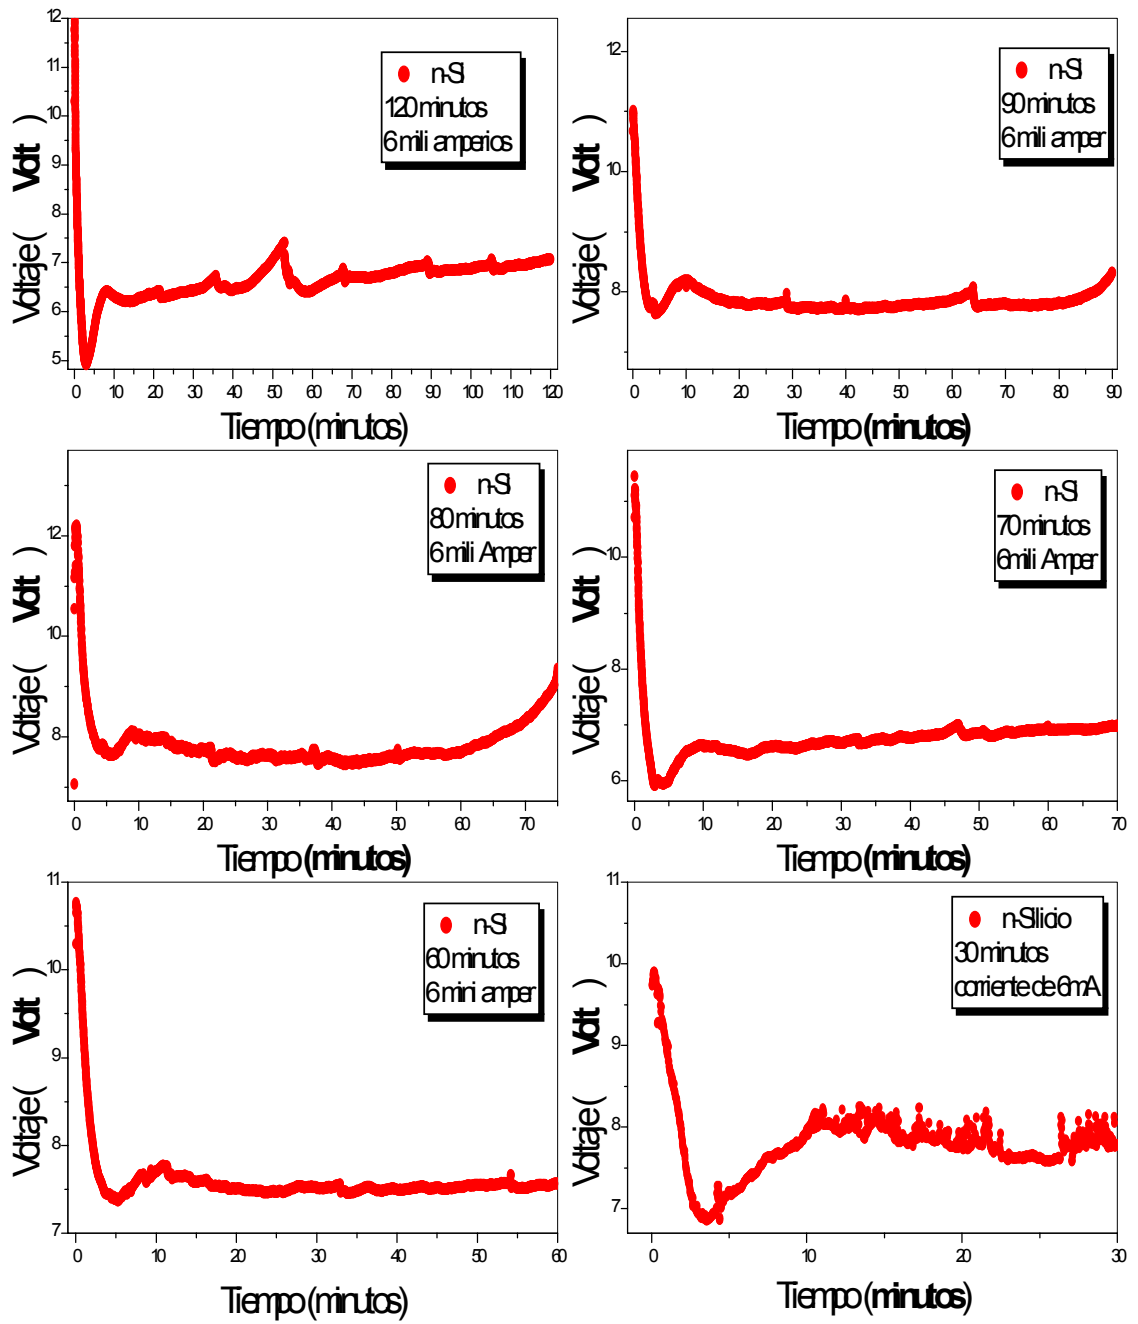 12
11
10
9
8
7
6
5
0 10 20 30 40 50 60 70 80 90 100 110 120
Voltaje ( Volt )
Tiempo (minutos)
n-Si
120 minutos
6 mili amperios
12
10
8
0 10 20 30 40 50 60 70 80 90
Voltaje ( Volt )
Tiempo (minutos)
n-Si
90 minutos
6 mili amper
12
10
8
0 10 20 30 40 50 60 70
Voltaje ( Volt )
Tiempo (minutos)
n-Si
80 minutos
6 mili Amper
10
8
6
0 10 20 30 40 50 60 70
Voltaje ( Volt )
Tiempo (minutos)
n-Si
70 minutos
6mili Amper
11
10
9
8
7
0 10 20 30 40 50 60
Voltaje ( Volt )
Tiempo (minutos)
n-Si
60 minutos
6 mini amper
11
10
9
8
7
0 10 20 30
Voltaje ( Volt )
Tiempo (minutos)
n-Silicio
30 minutos
corriente de 6mA